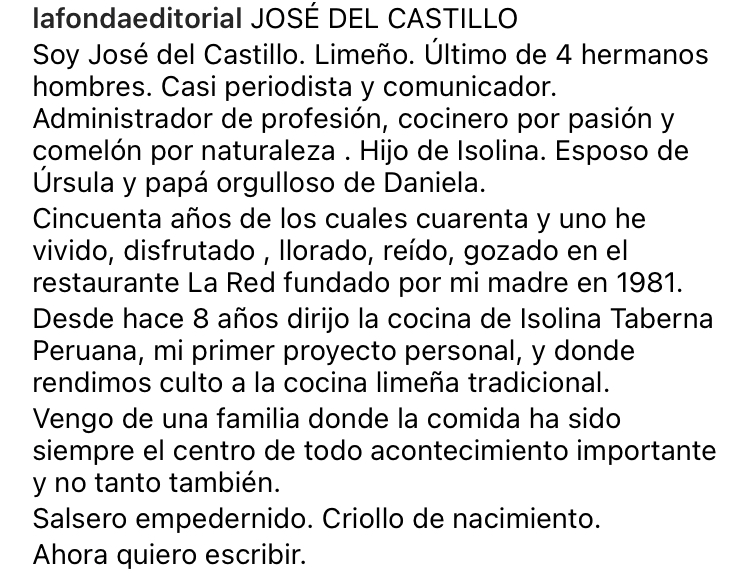 lafondaeditorial JOSÉ DEL CASTILLO
Soy José del Castillo. Limeño. Último de 4 hermanos
hombres. Casi periodista y comunicador.
Administrador de profesión, cocinero por pasión y
comelón por naturaleza . Hijo de Isolina. Esposo de
Úrsula y papá orgulloso de Daniela.
Cincuenta años de los cuales cuarenta y uno he
vivido, disfrutado , llorado, reído, gozado en el
restaurante La Red fundado por mi madre en 1981.
Desde hace 8 años dirijo la cocina de Isolina Taberna
Peruana, mi primer proyecto personal, y donde
rendimos culto a la cocina limeña tradicional.
Vengo de una familia donde la comida ha sido
siempre el centro de todo acontecimiento importante
y no tanto también.
Salsero empedernido. Criollo de nacimiento.
Ahora quiero escribir.